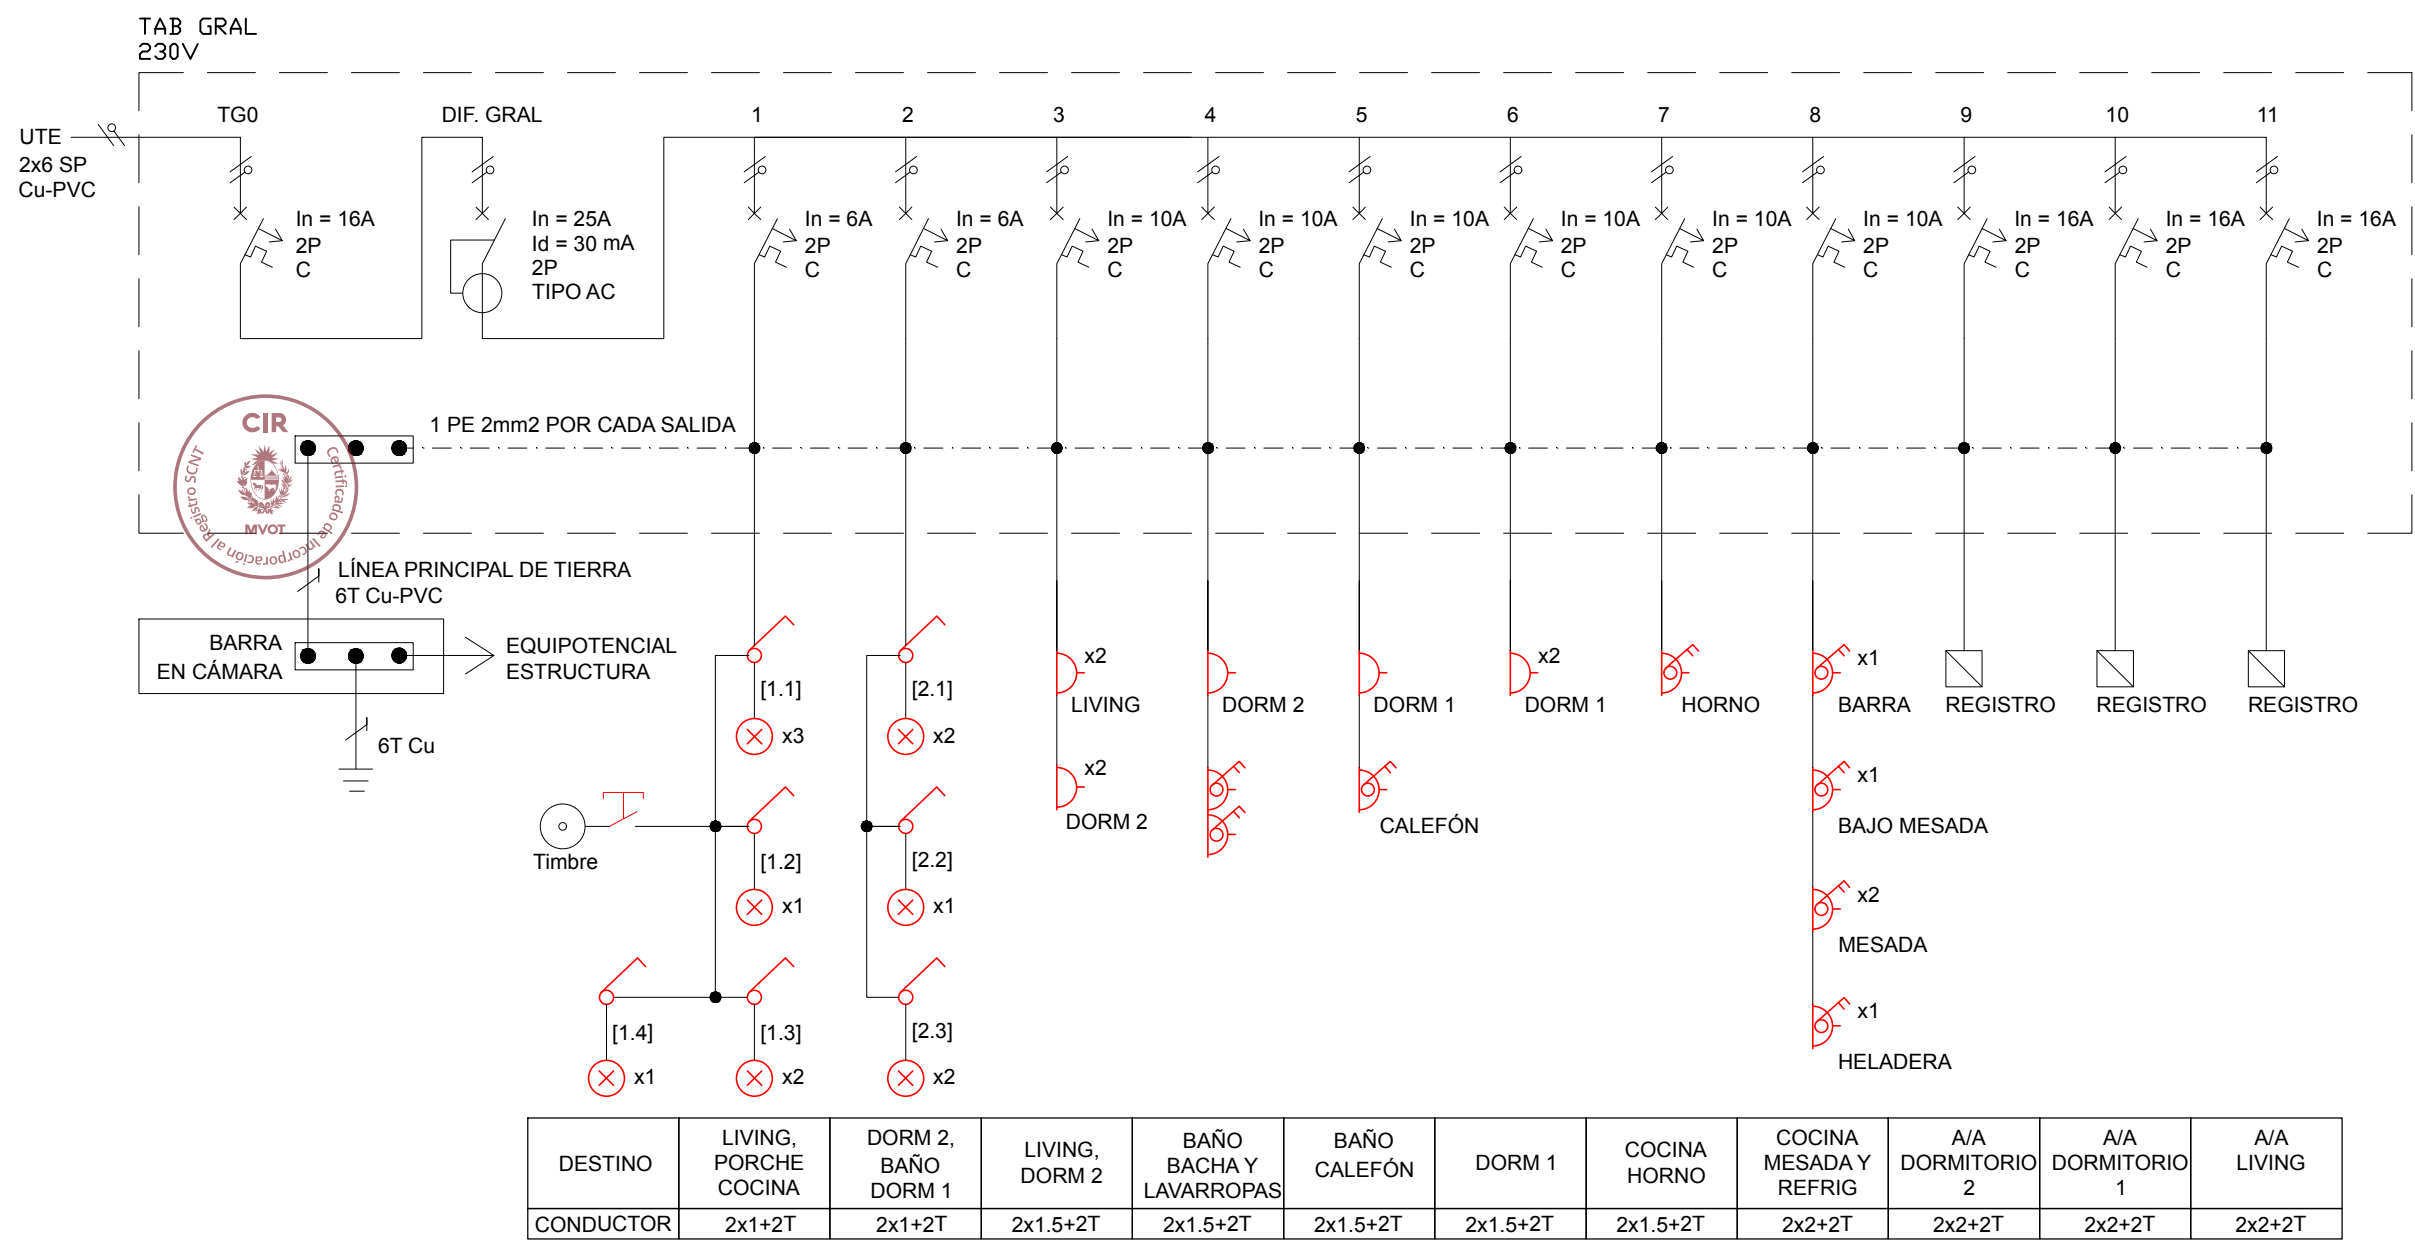 TAB GRAL
230V
UTE
2x6 SP
Cu-PVC
TG0
DIF. GRAL
1
2
3
4
5
6
7
8
9
10
11
In = 16A
2P
C
In = 25A
Id = 30 mA
2P
TIPO AC
In = 6A
2P
C
In = 6A
2P
C
In = 10A
2P
C
In = 10A
2P
C
In = 10A
2P
C
In = 10A
2P
C
In = 10A
2P
C
In = 10A
2P
C
In = 16A
2P
C
In = 16A
2P
C
In = 16A
2P
C
1 PE 2mm2 POR CADA SALIDA
CIR
MVOT
Certificado de Incorporación al Registro SCNT
LÍNEA PRINCIPAL DE TIERRA
6T Cu-PVC
BARRA
EN CÁMARA
EQUIPOTENCIAL
ESTRUCTURA
6T Cu
Timbre
[1.1]
x3
[1.2]
x1
[1.4]
x1
[1.3]
x2
[2.1]
x2
[2.2]
x1
[2.3]
x2
x2
LIVING
x2
DORM 2
DORM 2
DORM 1
CALEFÓN
x2
DORM 1
HORNO
x1
BARRA
x1
BAJO MESADA
x2
MESADA
x1
HELADERA
REGISTRO
REGISTRO
REGISTRO
DESTINO
LIVING,
PORCHE
COCINA
DORM 2,
BAÑO
DORM 1
LIVING,
DORM 2
BAÑO
BACHA Y
LAVARROPAS
BAÑO
CALEFÓN
DORM 1
COCINA
HORNO
COCINA
MESADA Y
REFRIG
A/A
DORMITORIO
2
A/A
DORMITORIO
1
A/A
LIVING
CONDUCTOR
2x1+2T
2x1+2T
2x1.5+2T
2x1.5+2T
2x1.5+2T
2x1.5+2T
2x1.5+2T
2x2+2T
2x2+2T
2x2+2T
2x2+2T